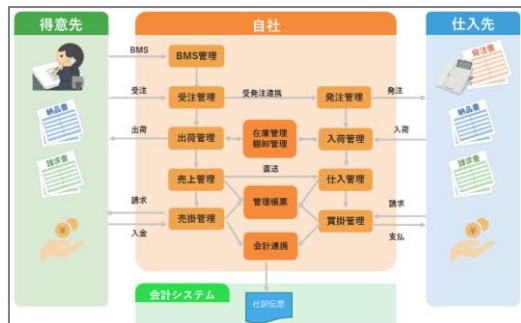 得意先
自社
仕入先
BMS
BMS管理
発注書
受注
受注管理
受発注連携
発注管理
発注
納品書
出荷
出荷管理
在庫管理
棚卸管理
入荷管理
入荷
納品書
売上管理
直送
仕入管理
請求書
管理帳票
請求書
請求
売掛管理
買掛管理
請求
入金
会計連携
支払
会計システム
仕訳伝票